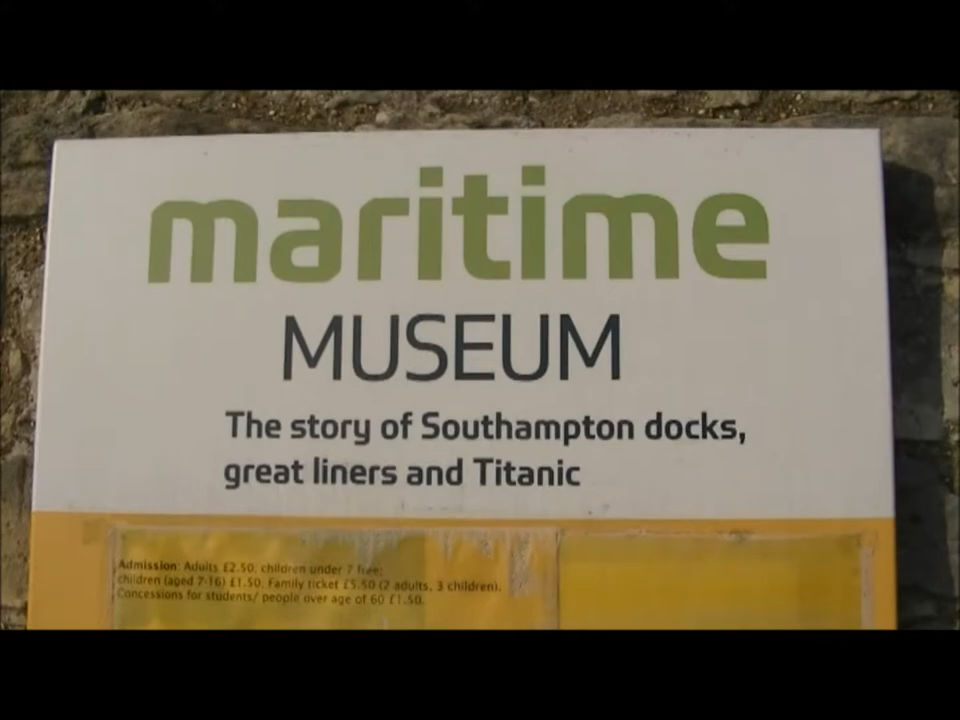 maritime
MUSEUM
The story of Southampton docks,
great liners and Titanic
Admission: Adults £2.50, children under 7 free;
children (aged 7-16) £1.50. Family ticket £5.50 (2 adults, 3 children).
Concessions for students/ people over age of 60 £1.50.